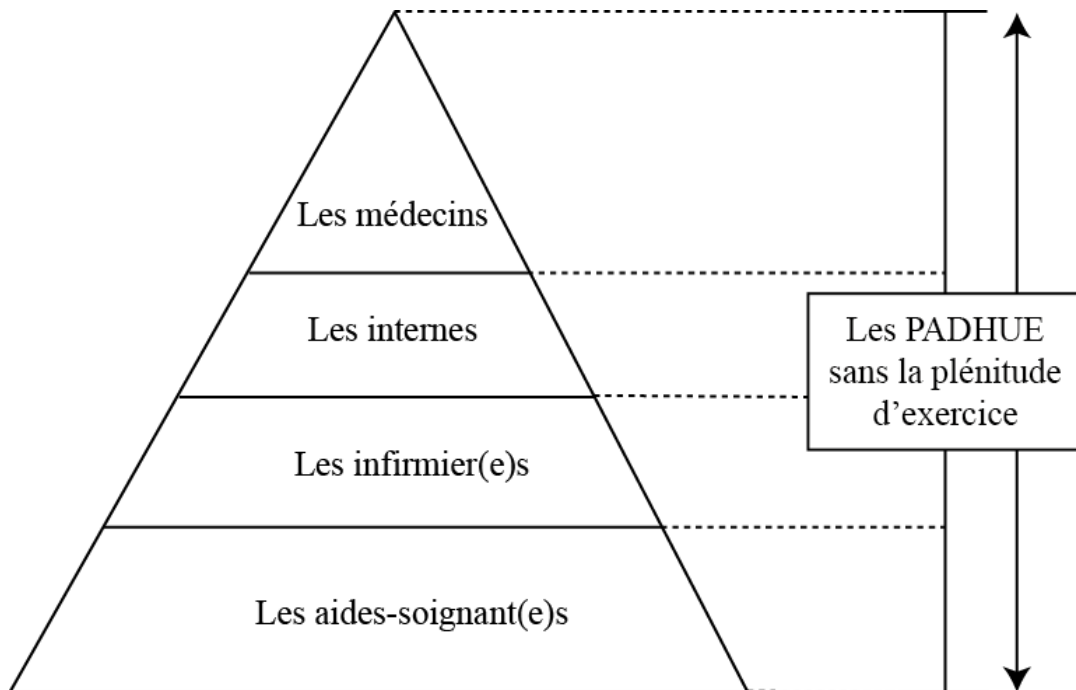 Les médecins
Les internes
Les PADHUE
sans la plénitude
d’exercice
Les infirmier(e)s
Les aides-soignant(e)s